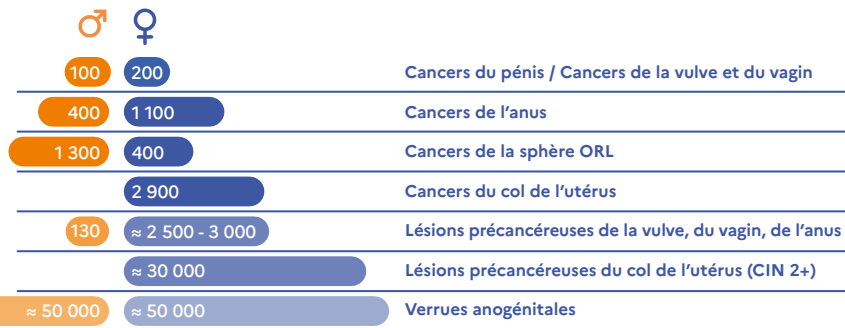 ♂ ♀
100 200 Cancers du pénis / Cancers de la vulve et du vagin
400 1 100 Cancers de l'anus
1 300 400 Cancers de la sphère ORL
2 900 Cancers du col de l'utérus
130 ≈ 2 500 - 3 000 Lésions précancéreuses de la vulve, du vagin, de l'anus
≈ 30 000 Lésions précancéreuses du col de l'utérus (CIN 2+)
≈ 50 000 ≈ 50 000 Verrues anogénitales